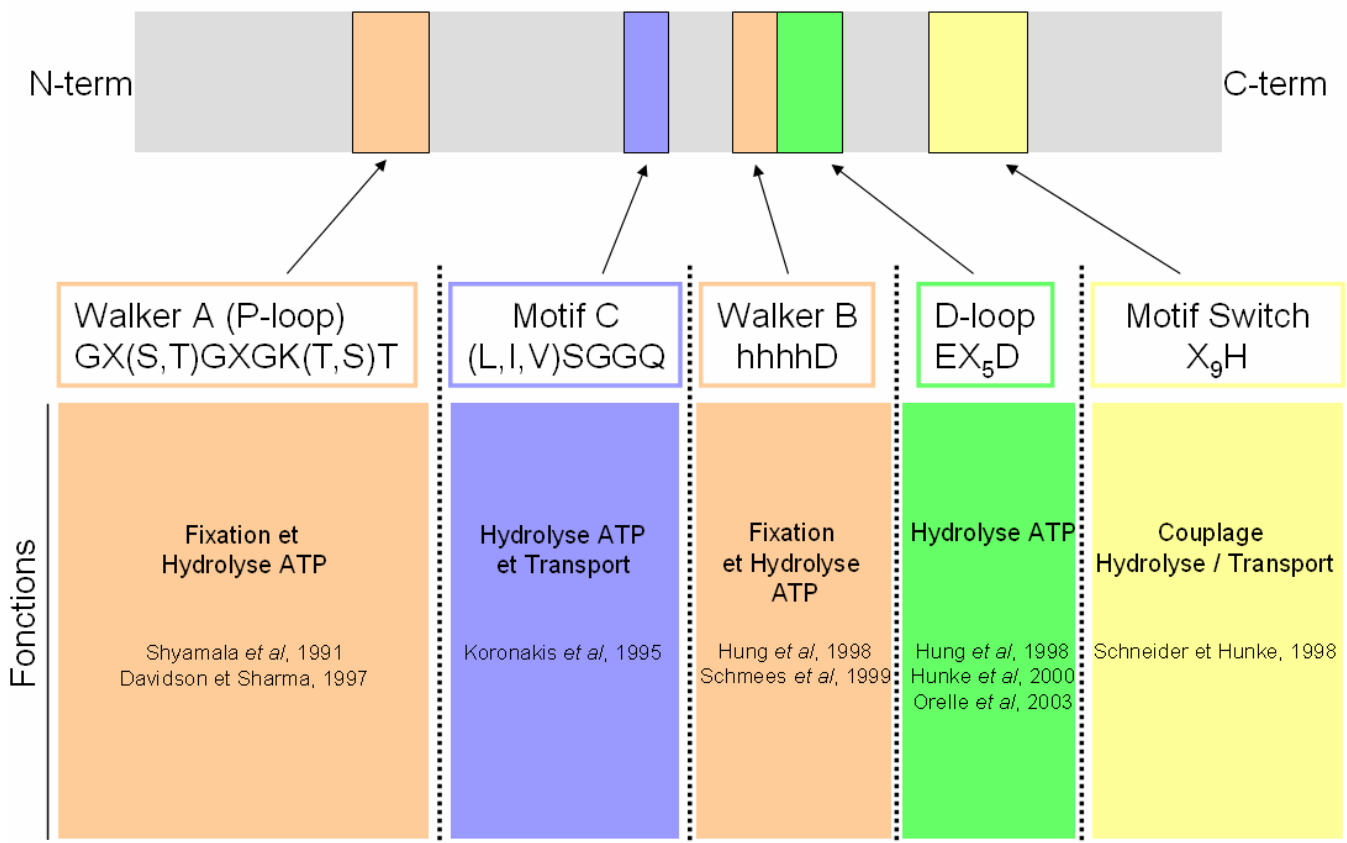 N-term
C-term
Walker A (P-loop)
GX(S,T)GXGK(T,S)T
Motif C
(L,I,V)SGGQ
Walker B
hhhhD
D-loop
EX₅D
Motif Switch
X₉H
Fonctions
Fixation et
Hydrolyse ATP
Shyamala et al, 1991
Davidson et Sharma, 1997
Hydrolyse ATP
et Transport
Koronakis et al, 1995
Fixation
et Hydrolyse
ATP
Hung et al, 1998
Schmees et al, 1999
Hydrolyse ATP
Hung et al, 1998
Hunke et al, 2000
Orelle et al, 2003
Couplage
Hydrolyse / Transport
Schneider et Hunke, 1998